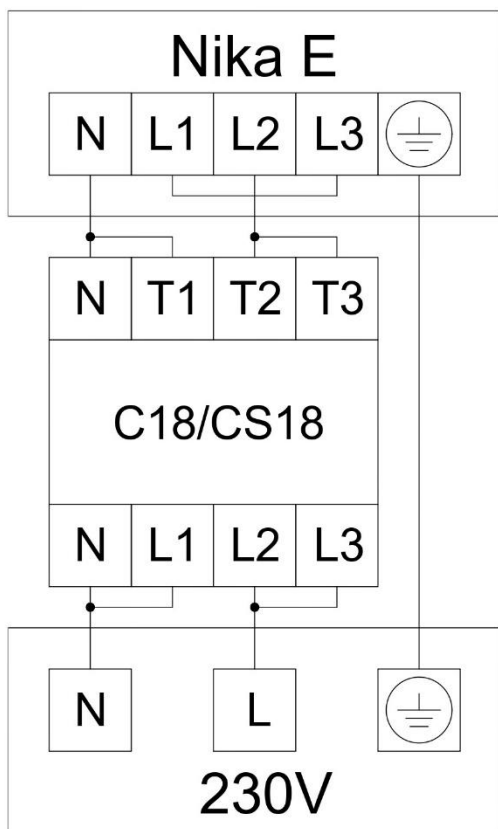 Nika E
N L1 L2 L3
N T1 T2 T3
C18/CS18
N L1 L2 L3
N L
230V